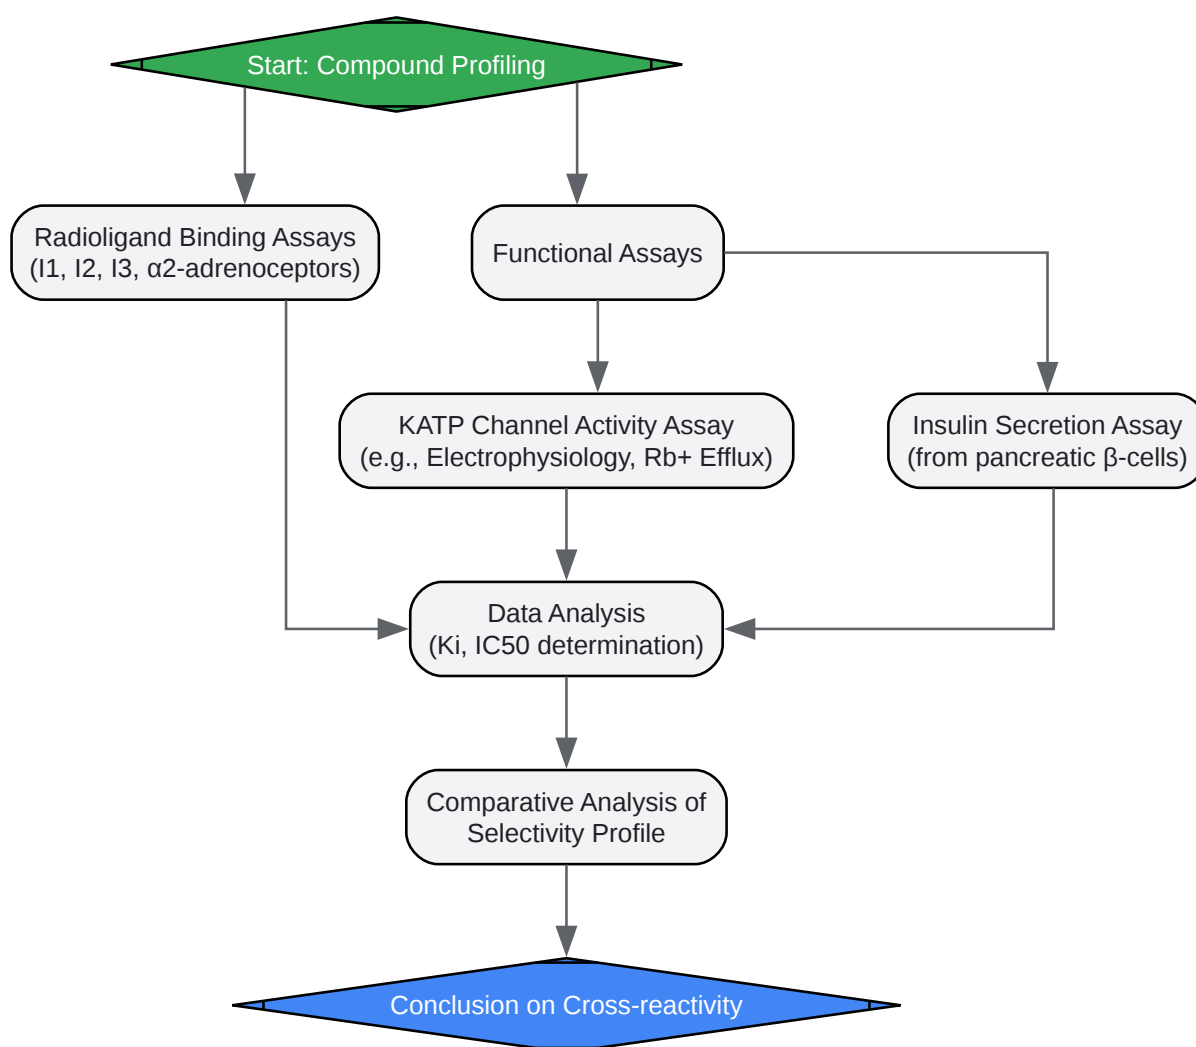 Start: Compound Profiling
Radioligand Binding Assays
(I1, I2, I3, α2-adrenoceptors)
Functional Assays
KATP Channel Activity Assay
(e.g., Electrophysiology, Rb+ Efflux)
Insulin Secretion Assay
(from pancreatic β-cells)
Data Analysis
(Ki, IC50 determination)
Comparative Analysis of
Selectivity Profile
Conclusion on Cross-reactivity